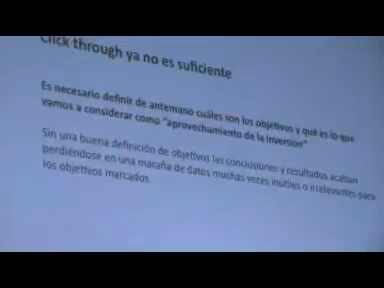 Click through ya no es suficiente
Es necesario definir de antemano cuáles son los objetivos y qué es lo que
vamos a considerar como "aprovechamiento de la inversión"
Sin una buena definición de objetivos las conclusiones y resultados acaban
perdiéndose en una maraña de datos muchas veces inútiles o irrelevantes para
los objetivos marcados.